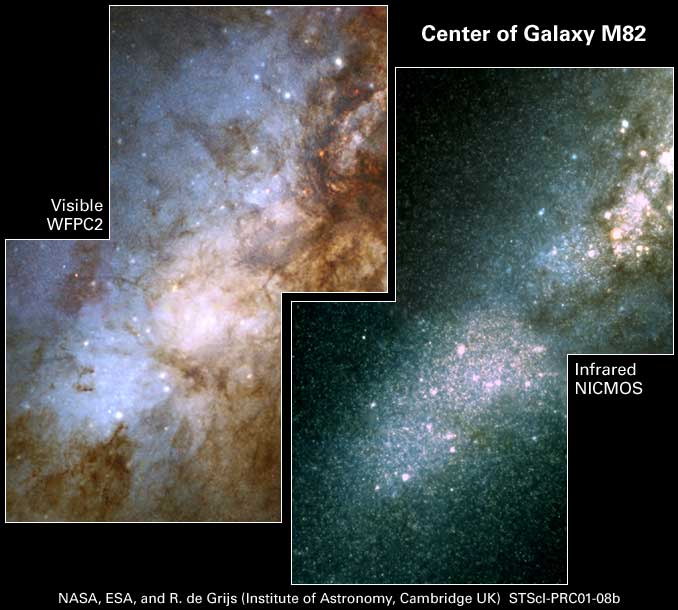 Center of Galaxy M82
Visible
WFPC2
Infrared
NICMOS
NASA, ESA, and R. de Grijs (Institute of Astronomy, Cambridge UK) STScI-PRC01-08b